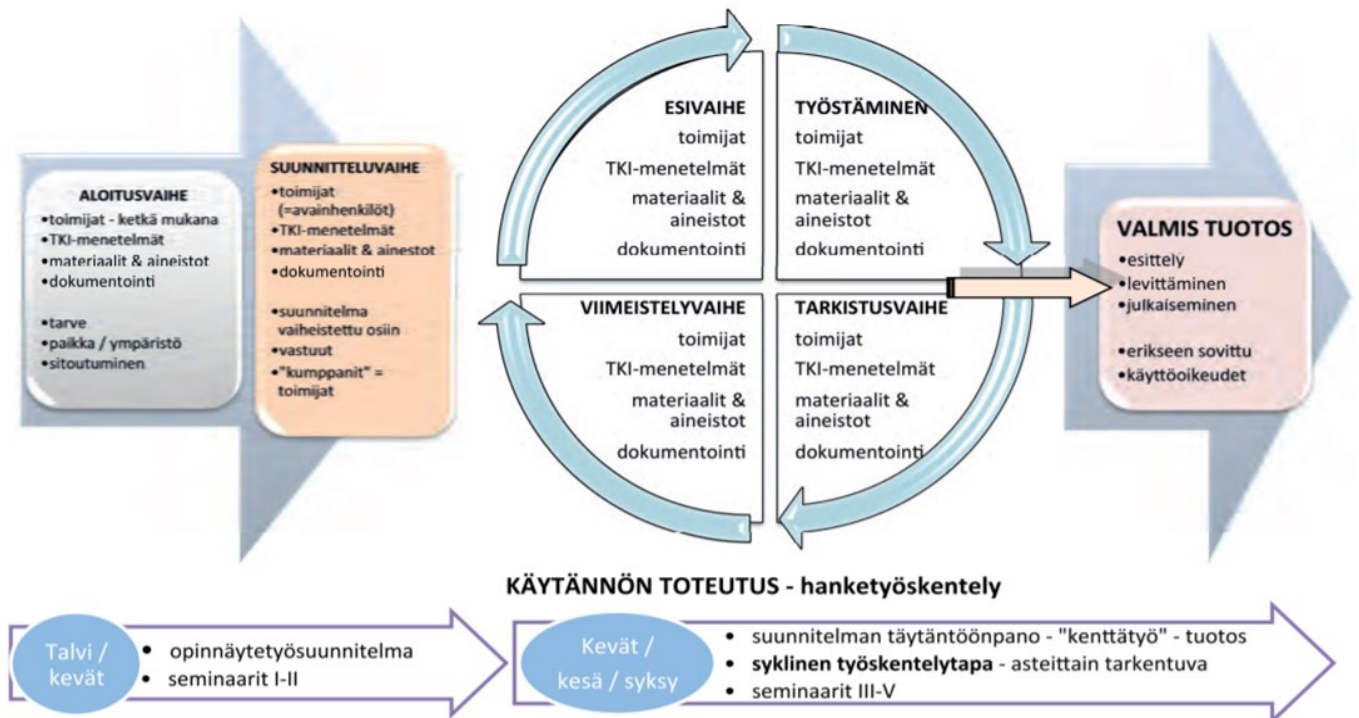 ALOITUSVAIHE
•toimijat - ketkä mukana
•TKI-menetelmät
•materiaalit & aineistot
•dokumentointi
•tarve
•paikka / ympäristö
•sitoutuminen
SUUNNITTELUVAIHE
•toimijat
(=avainhenkilöt)
•TKI-menetelmät
•materiaalit & ainestot
•dokumentointi
•suunnitelma
vaiheistettu osiin
•vastuut
•"kumppanit" =
toimijat
ESIVAIHE
toimijat
TKI-menetelmät
materiaalit &
aineistot
dokumentointi
TYÖSTÄMINEN
toimijat
TKI-menetelmät
materiaalit &
aineistot
dokumentointi
VIIMEISTELYVAIHE
toimijat
TKI-menetelmät
materiaalit &
aineistot
dokumentointi
TARKISTUSVAIHE
toimijat
TKI-menetelmät
materiaalit &
aineistot
dokumentointi
VALMIS TUOTOS
•esittely
•levittäminen
•julkaiseminen
•erikseen sovittu
•käyttöoikeudet
KÄYTÄNNÖN TOTEUTUS - hanketyöskentely
Talvi /
kevät
• opinnäytetyösuunnitelma
• seminaarit I-II
Kevät /
kesä / syksy
• suunnitelman täytäntöönpano - "kenttätyö" - tuotos
• syklinen työskentelytapa - asteittain tarkentuva
• seminaarit III-V